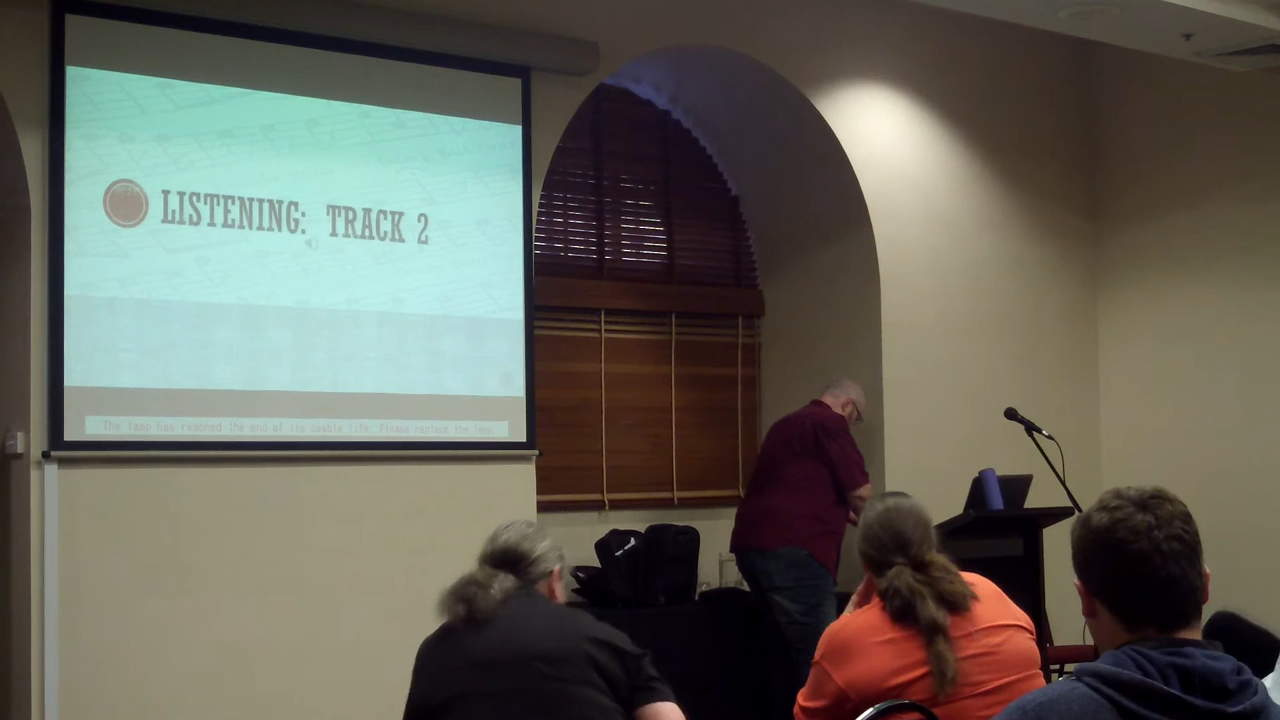 LISTENING: TRACK 2
The lamp has reached the end of its usable life. Please replace the lamp.